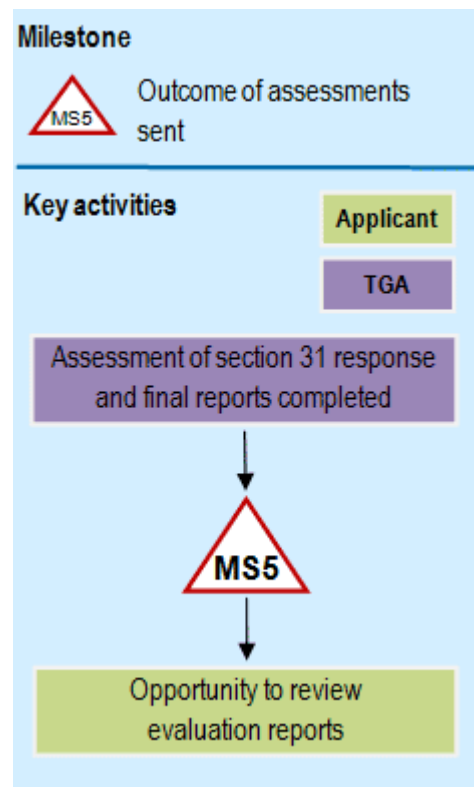 Milestone
MS5
Outcome of assessments
sent
Key activities
Applicant
TGA
Assessment of section 31 response
and final reports completed
MS5
Opportunity to review
evaluation reports